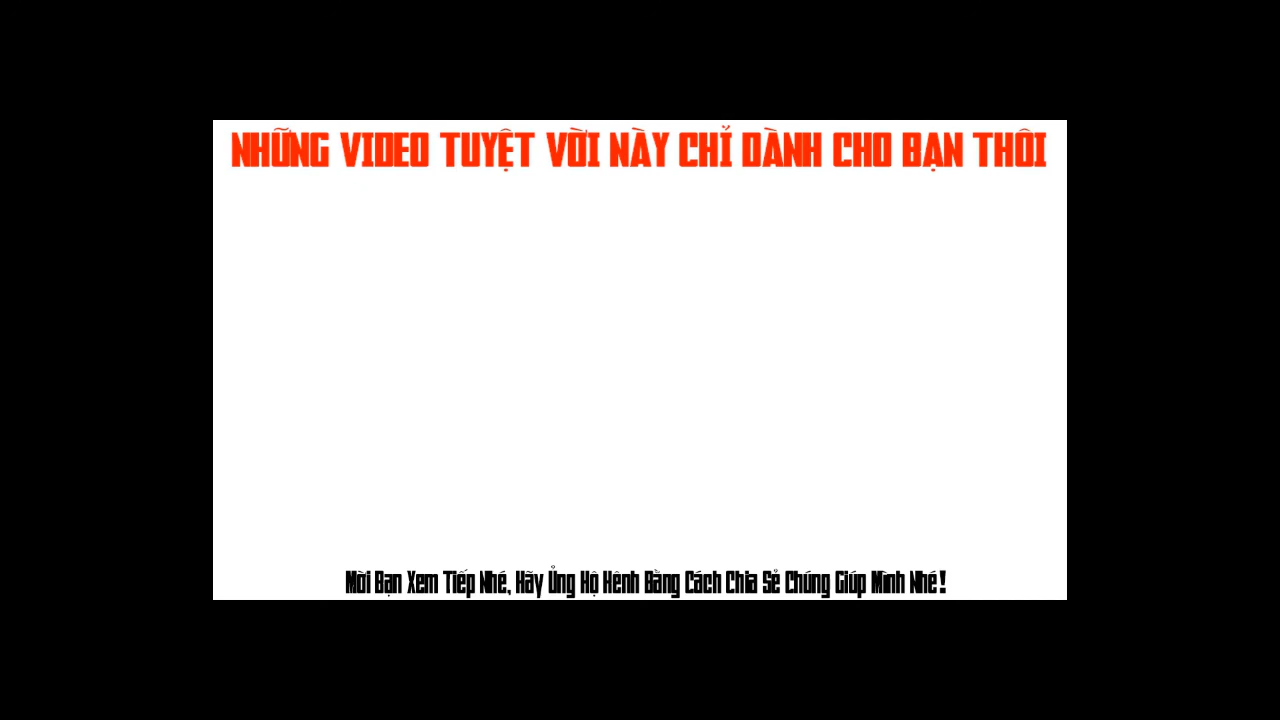 NHỮNG VIDEO TUYỆT VỜI NÀY CHỈ DÀNH CHO BẠN THÔI
Mời Bạn Xem Tiếp Nhé, Hãy Ủng Hộ Kênh Bằng Cách Chia Sẻ Chúng Giúp Mình Nhé!